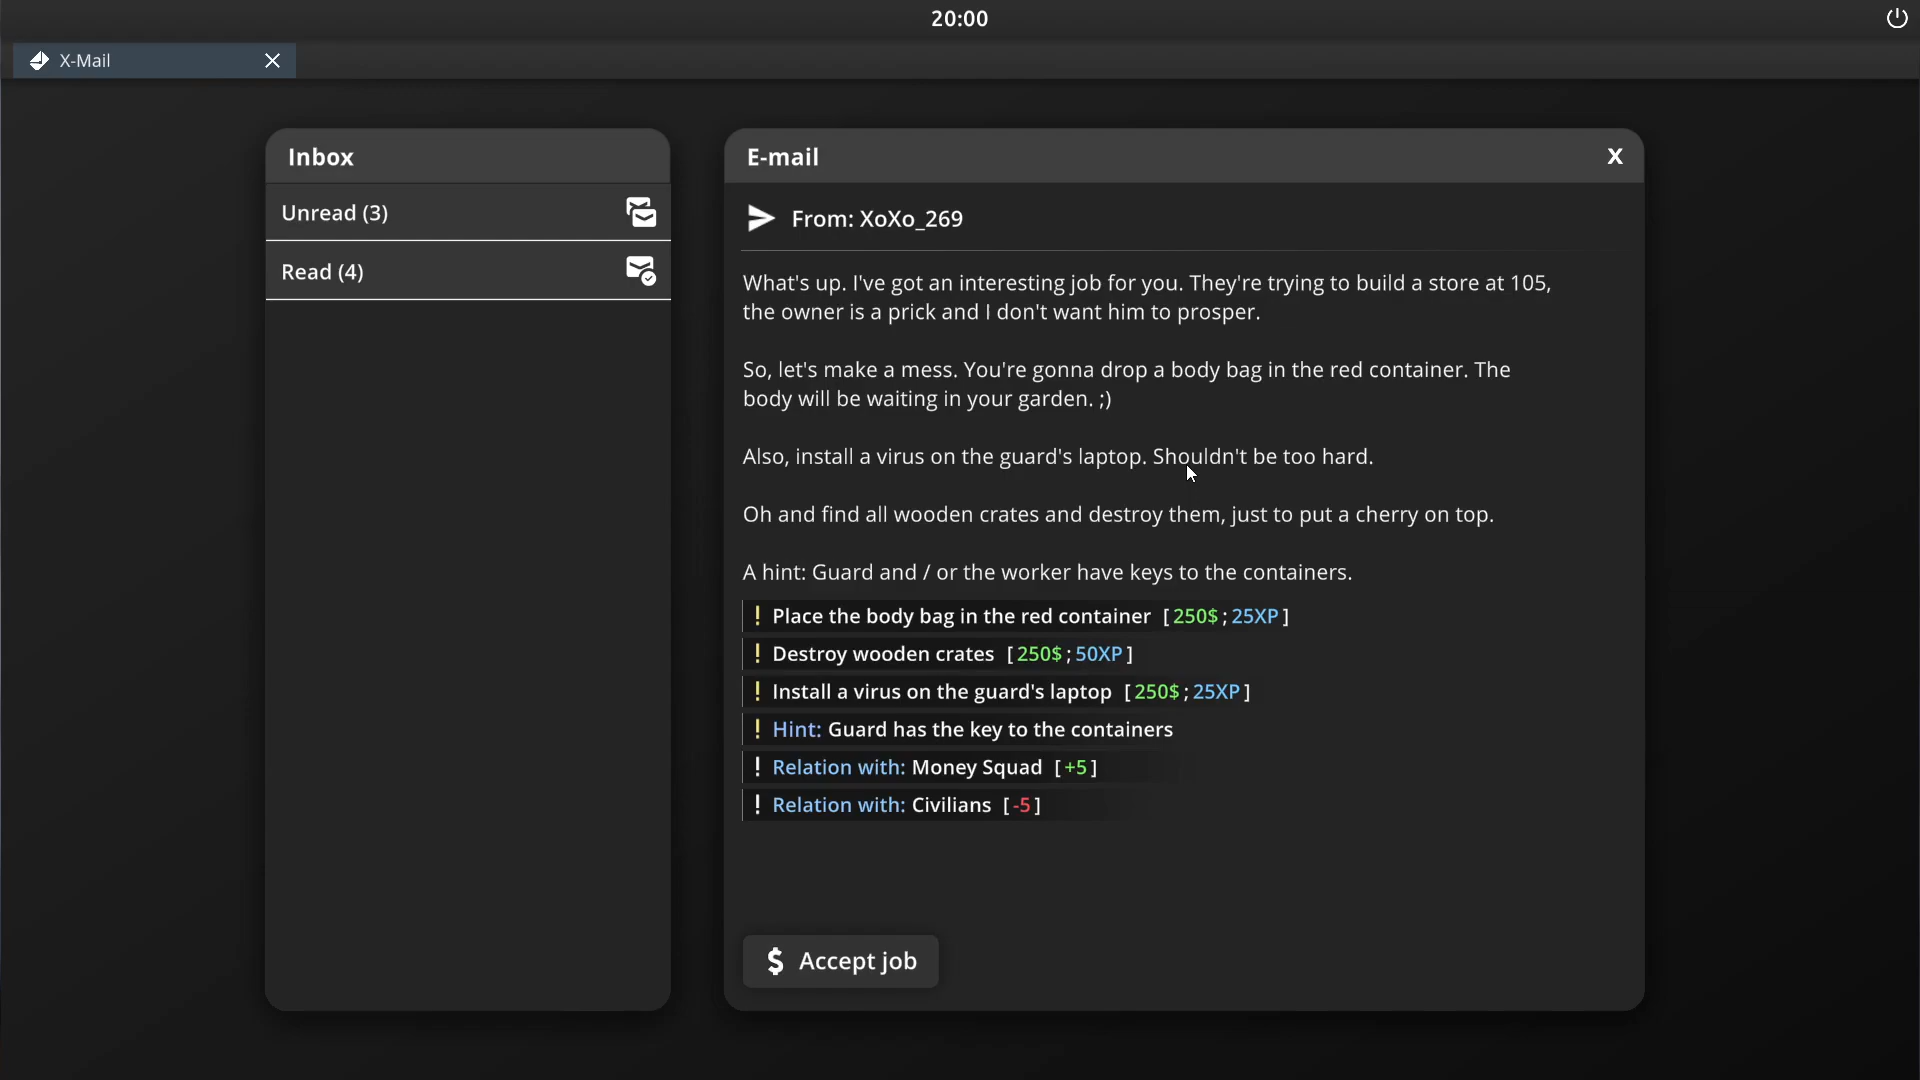 20:00
X-Mail
Inbox
Unread (3)
Read (4)
E-mail
X
From: XoXo_269
What's up. I've got an interesting job for you. They're trying to build a store at 105,
the owner is a prick and I don't want him to prosper.
So, let's make a mess. You're gonna drop a body bag in the red container. The
body will be waiting in your garden. ;)
Also, install a virus on the guard's laptop. Shouldn't be too hard.
Oh and find all wooden crates and destroy them, just to put a cherry on top.
A hint: Guard and / or the worker have keys to the containers.
! Place the body bag in the red container [250$;25XP]
! Destroy wooden crates [250$;50XP]
! Install a virus on the guard's laptop [250$;25XP]
! Hint: Guard has the key to the containers
! Relation with: Money Squad [+5]
! Relation with: Civilians [-5]
$ Accept job